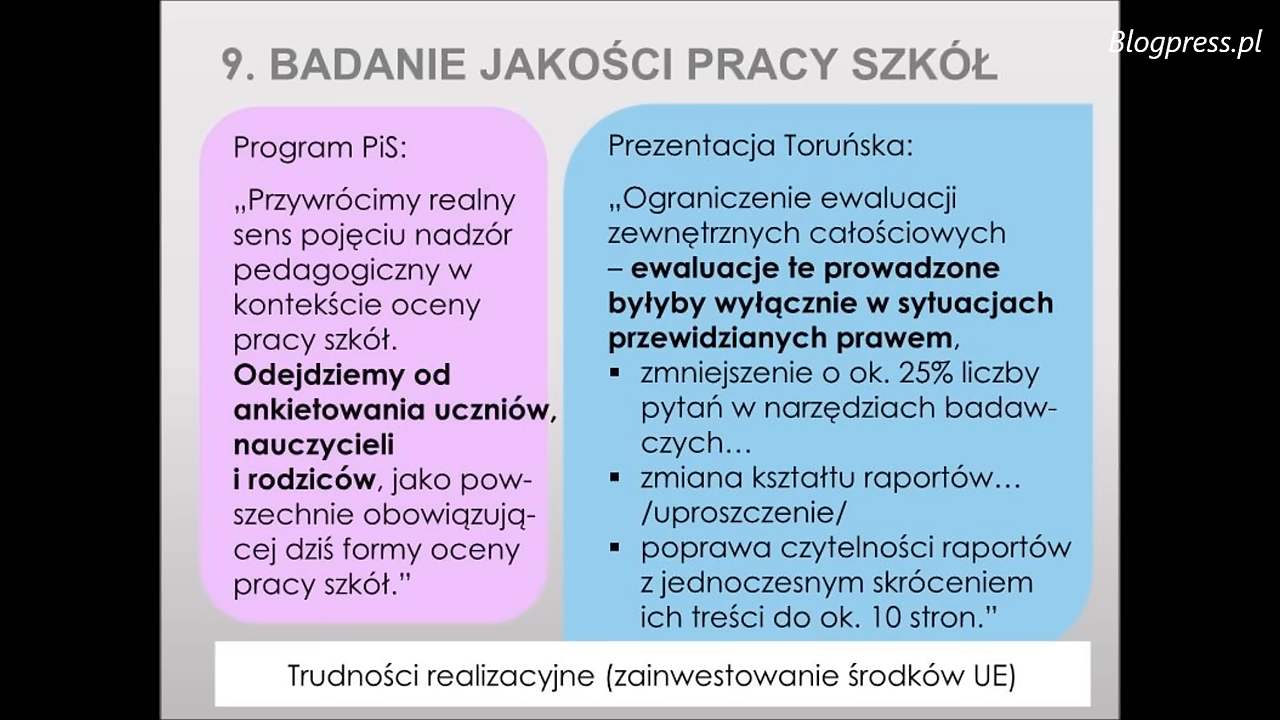 Blogpress.pl
9. BADANIE JAKOŚCI PRACY SZKÓŁ
Program PiS:
„Przywrócimy realny
sens pojęciu nadzór
pedagogiczny w
kontekście oceny
pracy szkół.
Odejdziemy od
ankietowania uczniów,
nauczycieli
i rodziców, jako pow-
szechnie obowiązują-
cej dziś formy oceny
pracy szkół.”
Prezentacja Toruńska:
„Ograniczenie ewaluacji
zewnętrznych całościowych
– ewaluacje te prowadzone
byłyby wyłącznie w sytuacjach
przewidzianych prawem,
▪ zmniejszenie o ok. 25% liczby
pytań w narzędziach badaw-
czych…
▪ zmiana kształtu raportów…
/uproszczenie/
▪ poprawa czytelności raportów
z jednoczesnym skróceniem
ich treści do ok. 10 stron.”
Trudności realizacyjne (zainwestowanie środków UE)